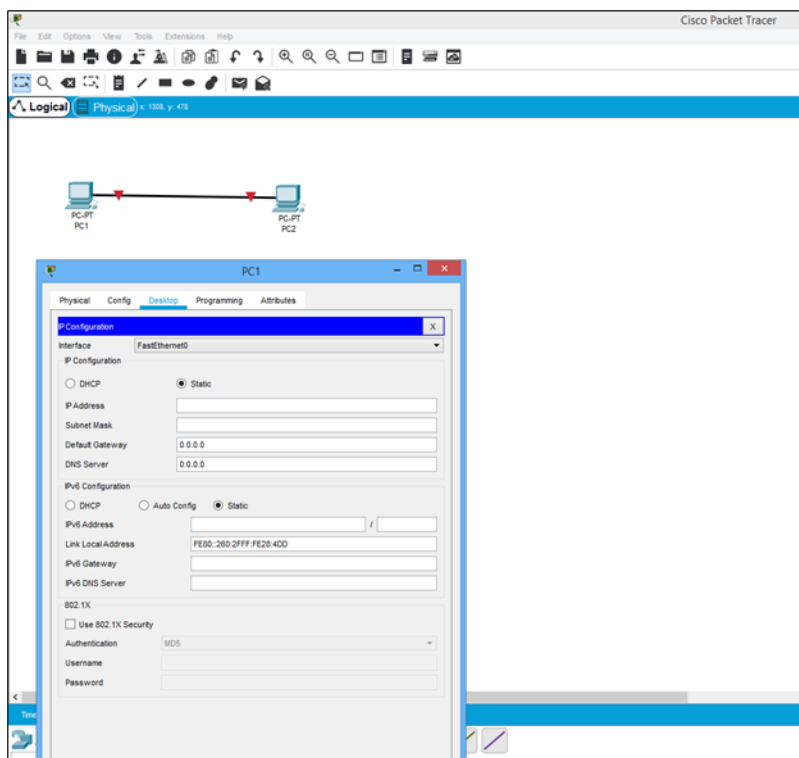 Cisco Packet Tracer
File Edit Options View Tools Extensions Help
Logical Physical x: 1308, y: 478
PC-PT
PC1
PC-PT
PC2
PC1
Physical Config Desktop Programming Attributes
IP Configuration X
Interface FastEthernet0
IP Configuration
DHCP Static
IP Address
Subnet Mask
Default Gateway 0.0.0.0
DNS Server 0.0.0.0
IPv6 Configuration
DHCP Auto Config Static
IPv6 Address /
Link Local Address FE80::260:2FFF:FE28:4DD
IPv6 Gateway
IPv6 DNS Server
802.1X
Use 802.1X Security
Authentication MD5
Username
Password
Time